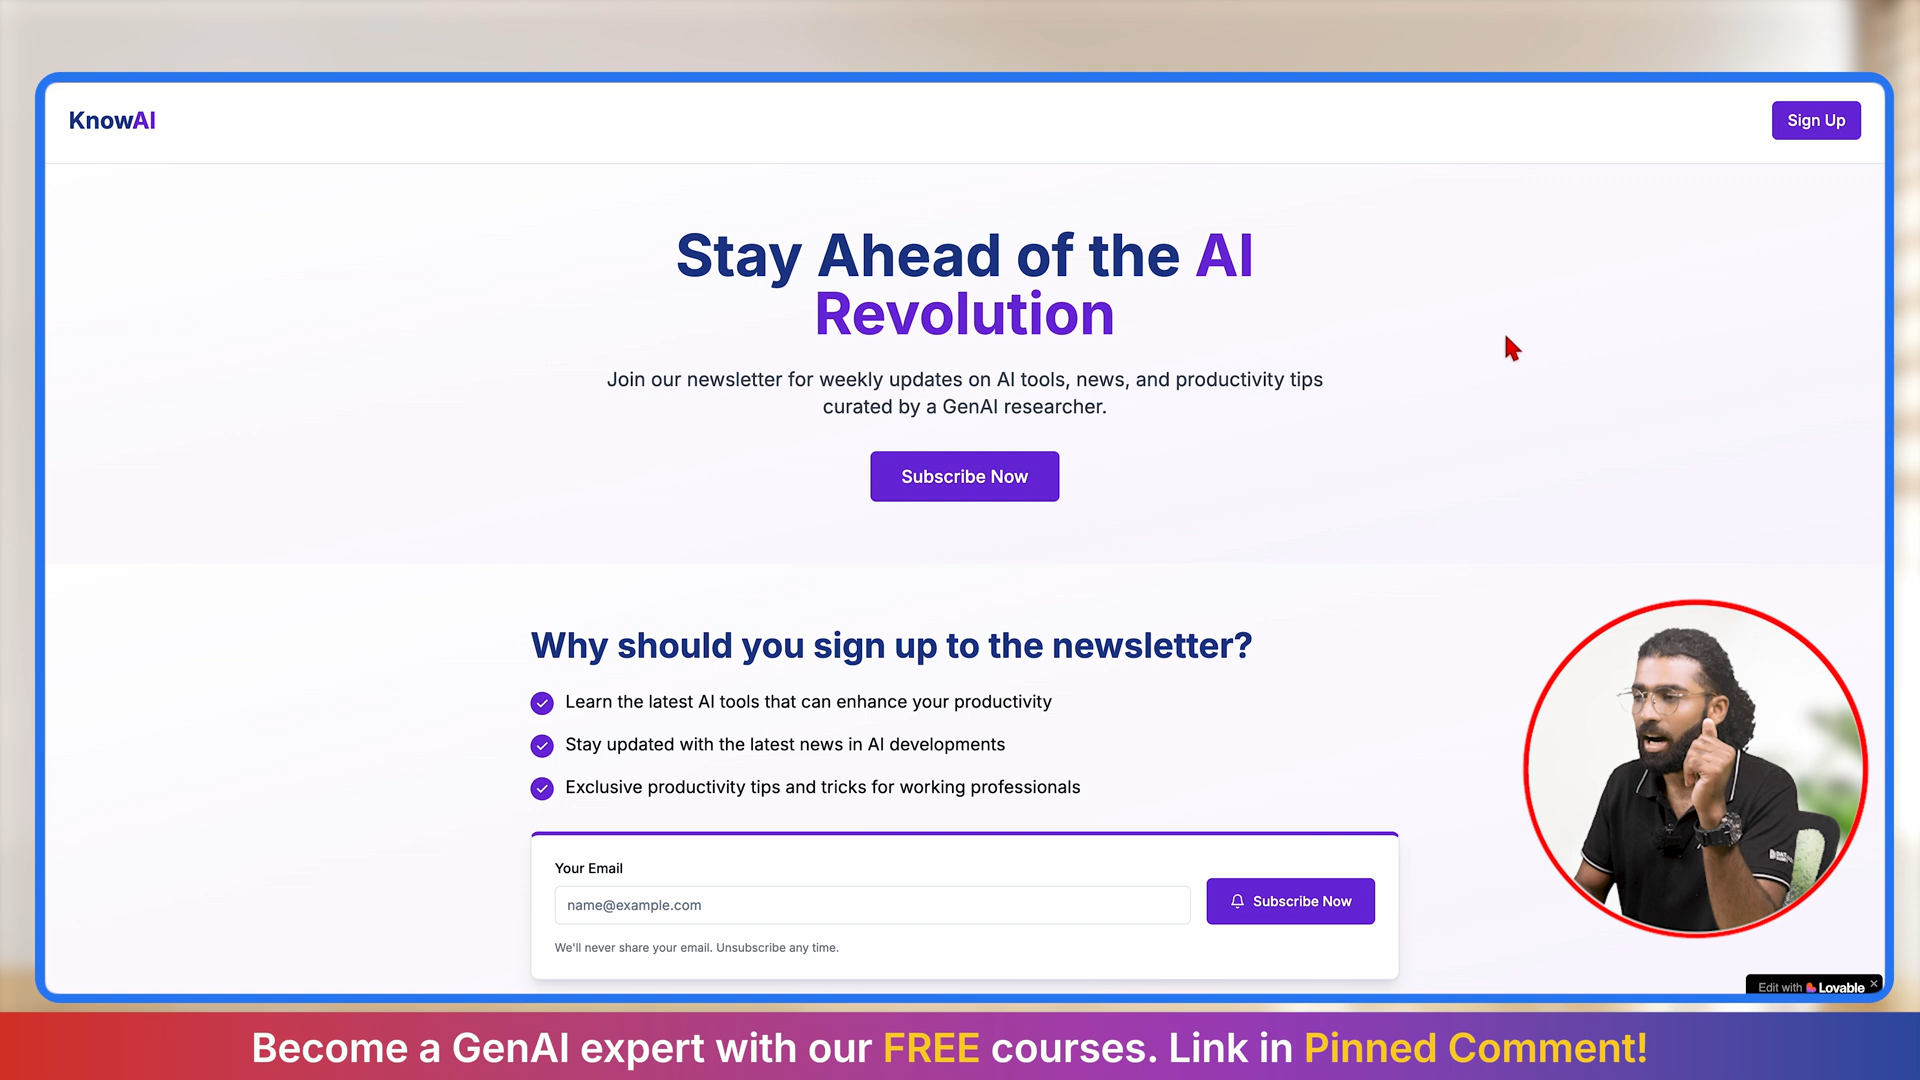 KnowAI
Sign Up
Stay Ahead of the AI
Revolution
Join our newsletter for weekly updates on AI tools, news, and productivity tips
curated by a GenAI researcher.
Subscribe Now
Why should you sign up to the newsletter?
Learn the latest AI tools that can enhance your productivity
Stay updated with the latest news in AI developments
Exclusive productivity tips and tricks for working professionals
Your Email
name@example.com
Subscribe Now
We'll never share your email. Unsubscribe any time.
Edit with Lovable
Become a GenAI expert with our FREE courses. Link in Pinned Comment!